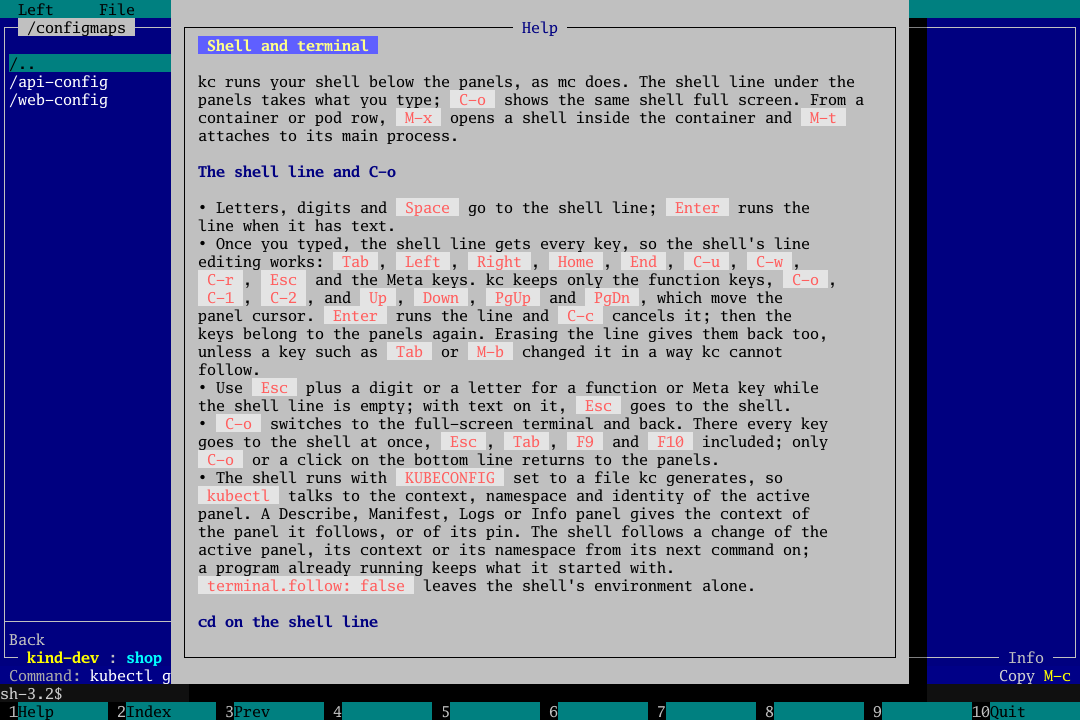 Left File
/configmaps
Help
/..
/api-config
/web-config
Shell and terminal
kc runs your shell below the panels, as mc does. The shell line under the
panels takes what you type; C-o shows the same shell full screen. From a
container or pod row, M-x opens a shell inside the container and M-t
attaches to its main process.
The shell line and C-o
• Letters, digits and Space go to the shell line; Enter runs the
line when it has text.
• Once you typed, the shell line gets every key, so the shell's line
editing works: Tab , Left , Right , Home , End , C-u , C-w ,
C-r , Esc and the Meta keys. kc keeps only the function keys, C-o ,
C-1 , C-2 , and Up , Down , PgUp and PgDn , which move the
panel cursor. Enter runs the line and C-c cancels it; then the
keys belong to the panels again. Erasing the line gives them back too,
unless a key such as Tab or M-b changed it in a way kc cannot
follow.
• Use Esc plus a digit or a letter for a function or Meta key while
the shell line is empty; with text on it, Esc goes to the shell.
• C-o switches to the full-screen terminal and back. There every key
goes to the shell at once, Esc , Tab , F9 and F10 included; only
C-o or a click on the bottom line returns to the panels.
• The shell runs with KUBECONFIG set to a file kc generates, so
kubectl talks to the context, namespace and identity of the active
panel. A Describe, Manifest, Logs or Info panel gives the context of
the panel it follows, or of its pin. The shell follows a change of the
active panel, its context or its namespace from its next command on;
a program already running keeps what it started with.
terminal.follow: false leaves the shell's environment alone.
cd on the shell line
Back
kind-dev : shop
Info
Command: kubectl g
Copy M-c
sh-3.2$
1Help 2Index 3Prev 4 5 6 7 8 9 10Quit